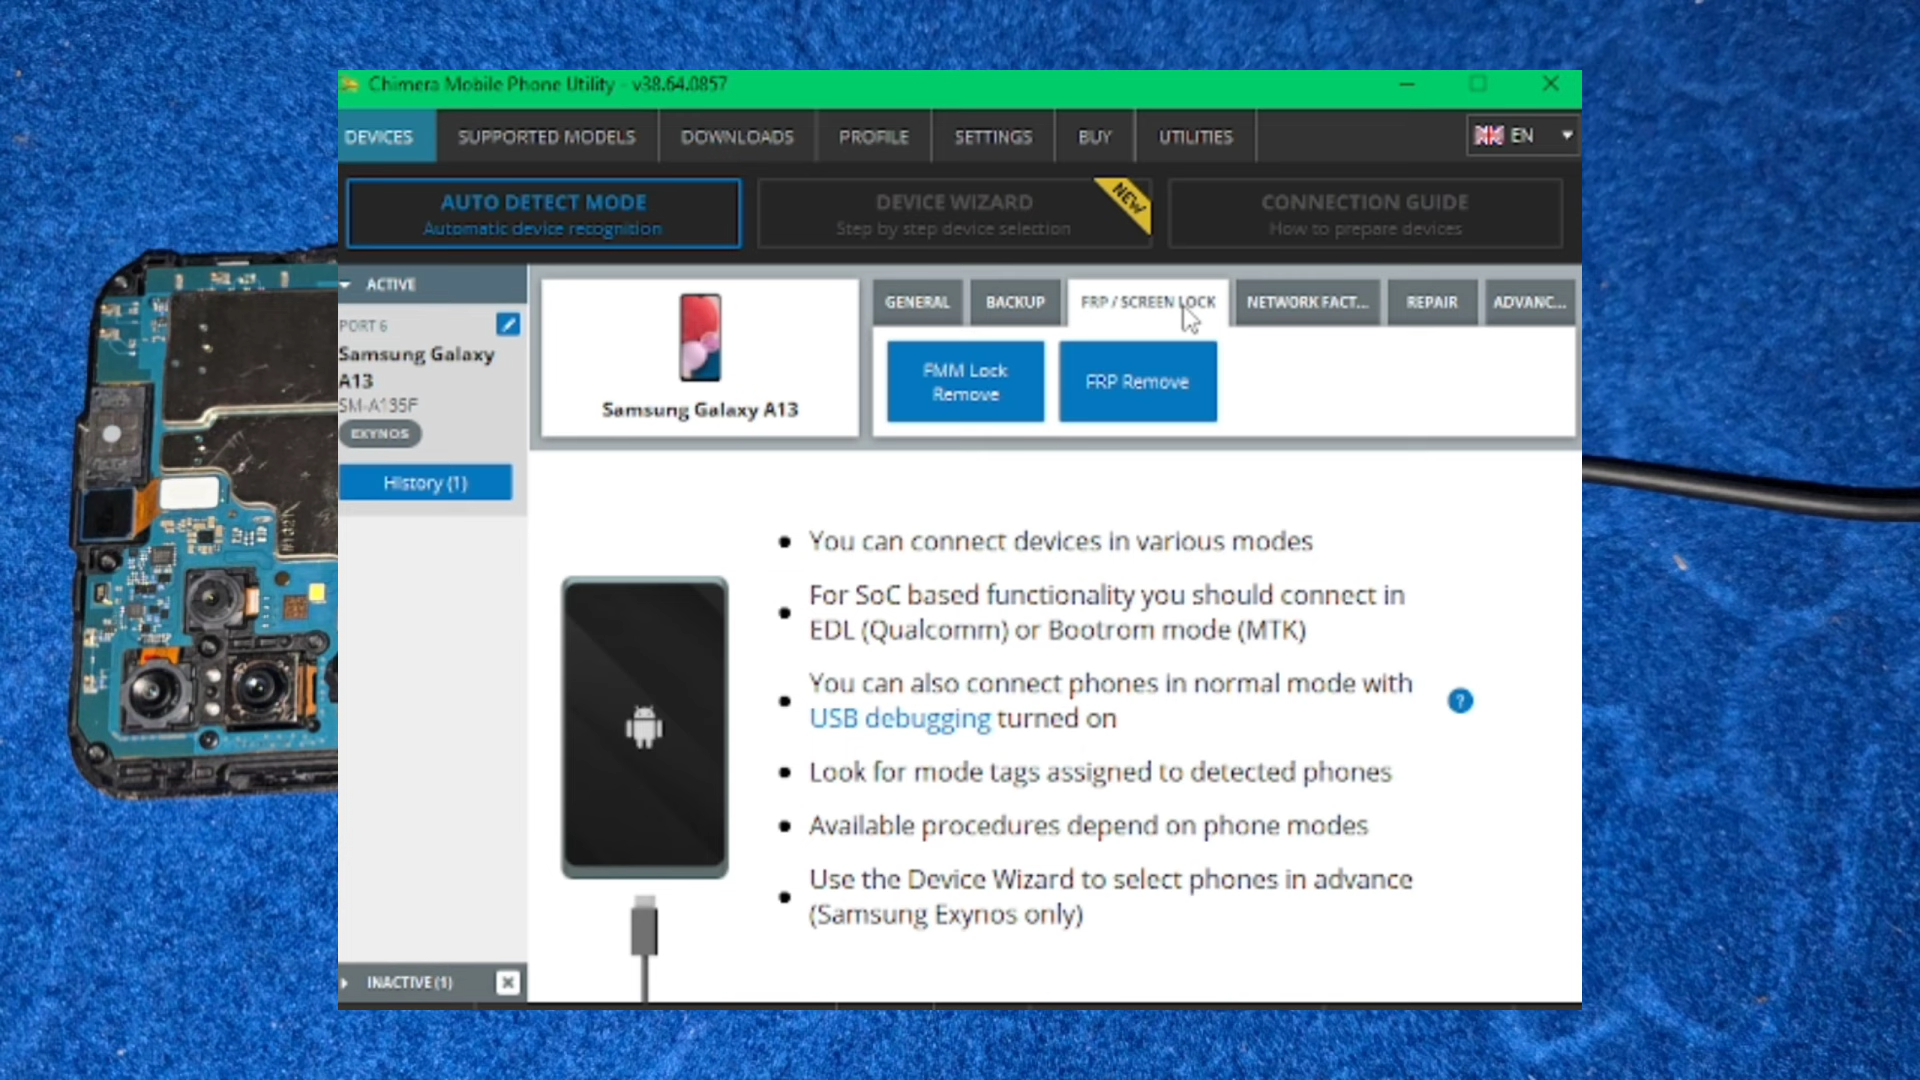 Chimera Mobile Phone Utility - v38.64.0857
DEVICES
SUPPORTED MODELS
DOWNLOADS
PROFILE
SETTINGS
BUY
UTILITIES
EN
AUTO DETECT MODE
Automatic device recognition
DEVICE WIZARD
Step by step device selection
NEW
CONNECTION GUIDE
How to prepare devices
ACTIVE
PORT 6
Samsung Galaxy
A13
SM-A135F
EXYNOS
History (1)
Samsung Galaxy A13
GENERAL
BACKUP
FRP / SCREEN LOCK
NETWORK FACT...
REPAIR
ADVANC...
FMM Lock
Remove
FRP Remove
You can connect devices in various modes
For SoC based functionality you should connect in
EDL (Qualcomm) or Bootrom mode (MTK)
You can also connect phones in normal mode with
USB debugging turned on
?
Look for mode tags assigned to detected phones
Available procedures depend on phone modes
Use the Device Wizard to select phones in advance
(Samsung Exynos only)
INACTIVE (1)